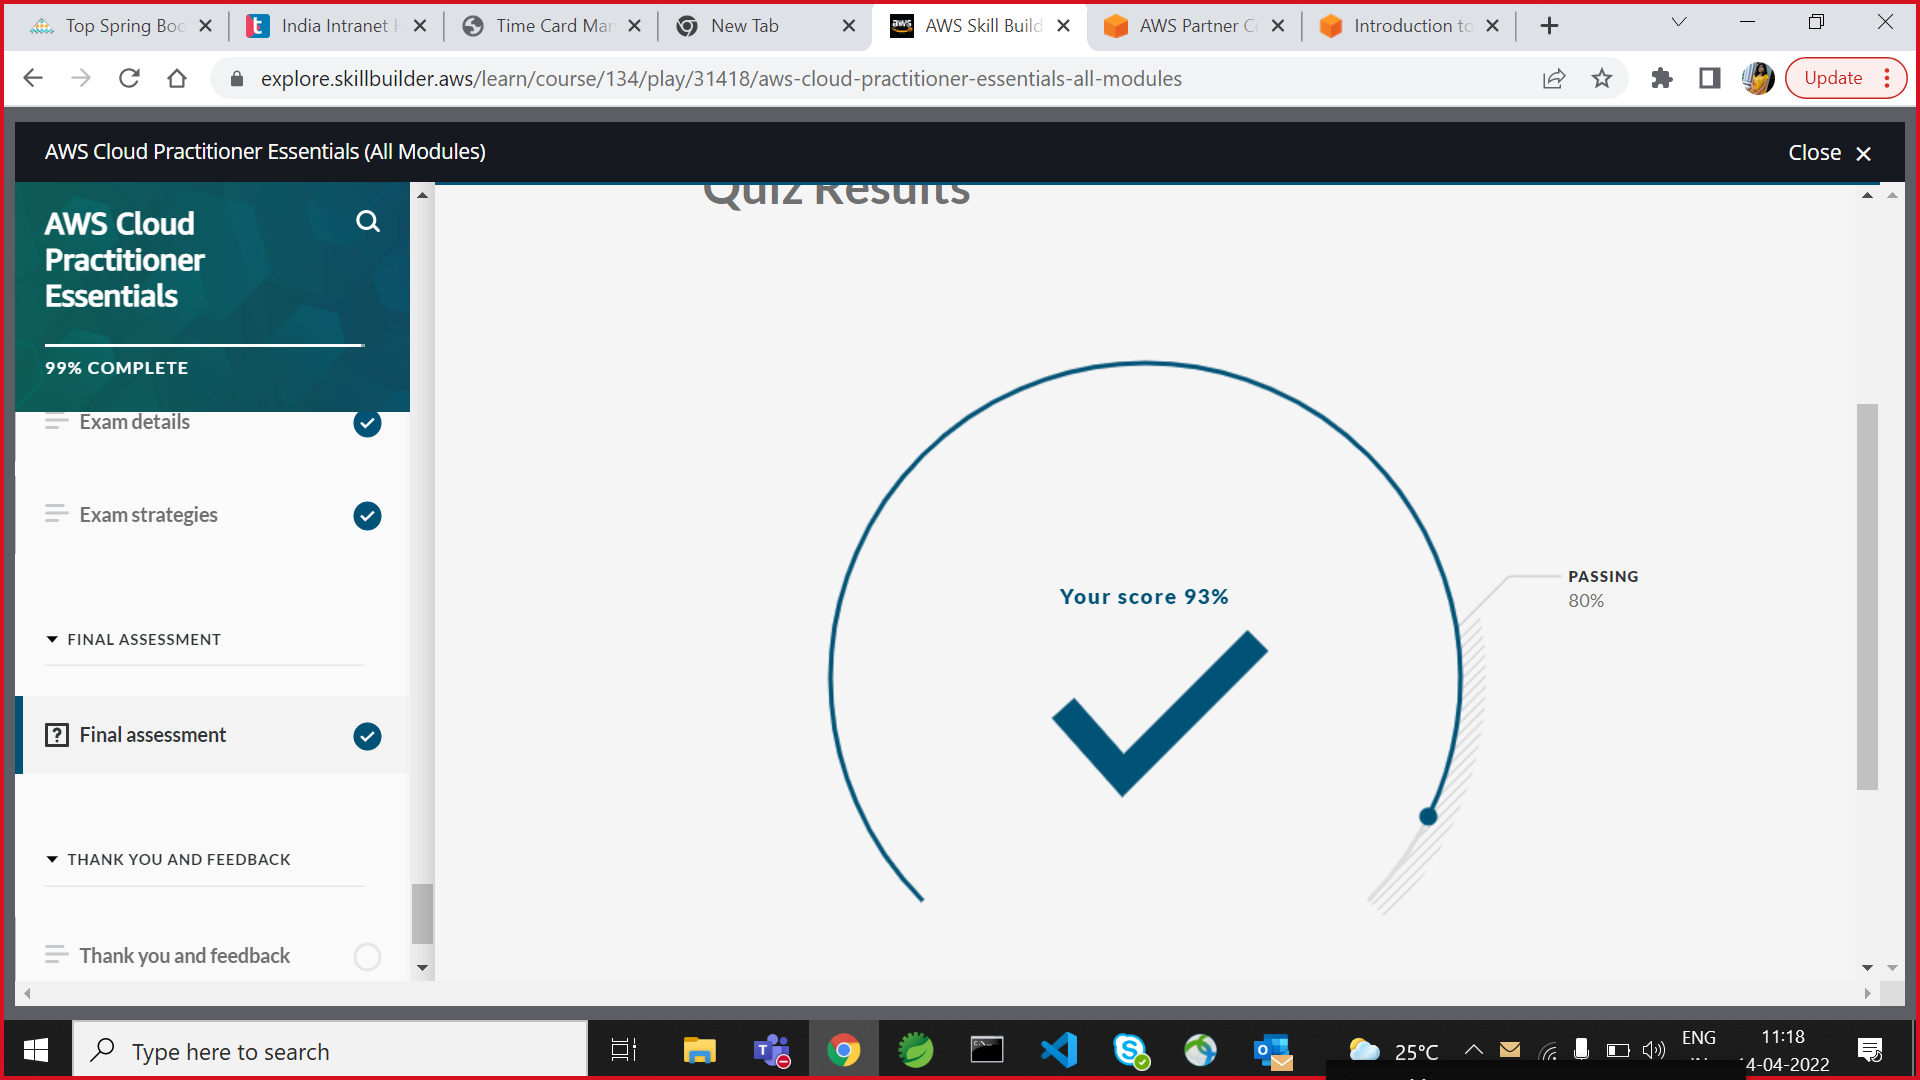 Top Spring Boo
India Intranet H
Time Card Mar
New Tab
AWS Skill Build
AWS Partner Ce
Introduction to
explore.skillbuilder.aws/learn/course/134/play/31418/aws-cloud-practitioner-essentials-all-modules
Update
AWS Cloud Practitioner Essentials (All Modules)
Close
AWS Cloud
Practitioner
Essentials
99% COMPLETE
Exam details
Exam strategies
FINAL ASSESSMENT
Final assessment
THANK YOU AND FEEDBACK
Thank you and feedback
Quiz Results
Your score 93%
PASSING
80%
Type here to search
25°C
ENG
11:18
4-04-2022